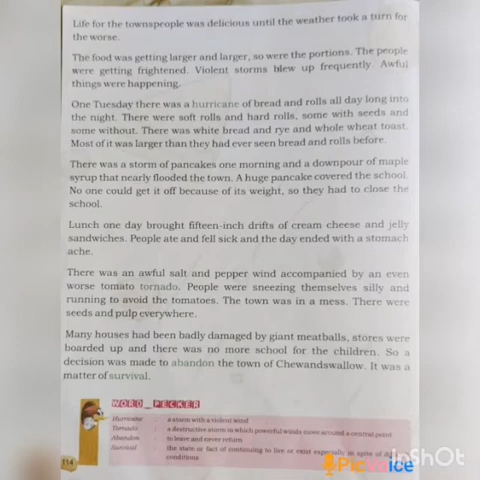 Life for the townspeople was delicious until the weather took a turn for
the worse.
The food was getting larger and larger, so were the portions. The people
were getting frightened. Violent storms blew up frequently. Awful
things were happening.
One Tuesday there was a hurricane of bread and rolls all day long into
the night. There were soft rolls and hard rolls, some with seeds and
some without. There was white bread and rye and whole wheat toast.
Most of it was larger than they had ever seen bread and rolls before.
There was a storm of pancakes one morning and a downpour of maple
syrup that nearly flooded the town. A huge pancake covered the school.
No one could get it off because of its weight, so they had to close the
school.
Lunch one day brought fifteen-inch drifts of cream cheese and jelly
sandwiches. People ate and fell sick and the day ended with a stomach
ache.
There was an awful salt and pepper wind accompanied by an even
worse tomato tornado. People were sneezing themselves silly and
running to avoid the tomatoes. The town was in a mess. There were
seeds and pulp everywhere.
Many houses had been badly damaged by giant meatballs, stores were
boarded up and there was no more school for the children. So a
decision was made to abandon the town of Chewandswallow. It was a
matter of survival.
WORD PECKER
Hurricane : a storm with a violent wind
Tornado : a destructive storm in which powerful winds move around a central point
Abandon : to leave and never return
Survival : the state or fact of continuing to live or exist especially in spite of
conditions
114
InShOt